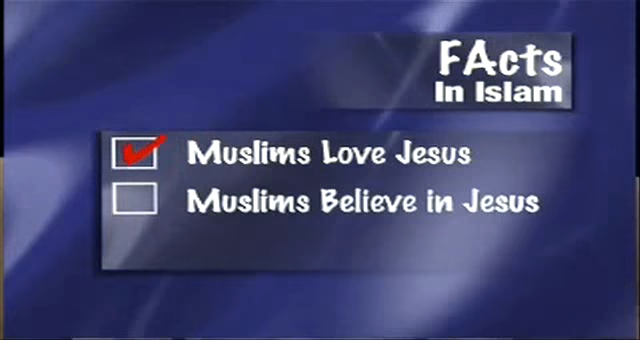 FActs
In Islam
Muslims Love Jesus
Muslims Believe in Jesus